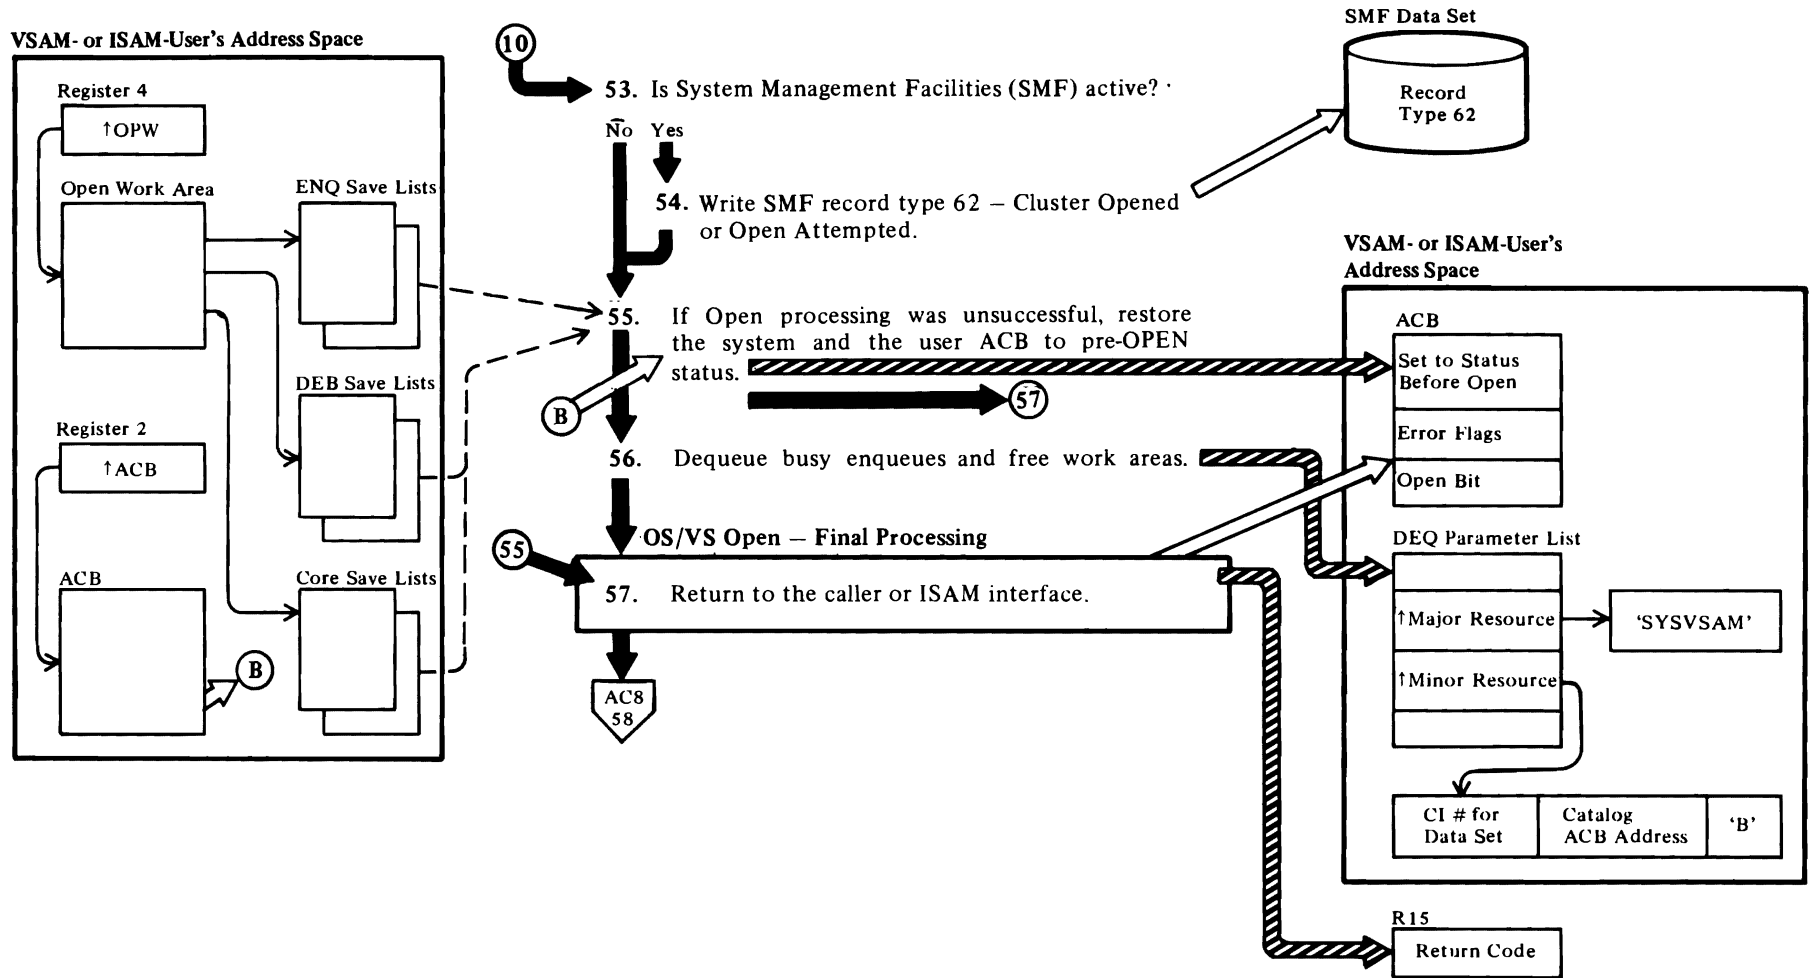 VSAM- or ISAM-User's Address Space
Register 4
↑OPW
Open Work Area
ENQ Save Lists
DEB Save Lists
Register 2
↑ACB
ACB
B
Core Save Lists
10
53. Is System Management Facilities (SMF) active?
No Yes
54. Write SMF record type 62 — Cluster Opened
or Open Attempted.
55. If Open processing was unsuccessful, restore
the system and the user ACB to pre-OPEN
status.
57
B
56. Dequeue busy enqueues and free work areas.
OS/VS Open — Final Processing
55
57. Return to the caller or ISAM interface.
AC8
58
SMF Data Set
Record
Type 62
VSAM- or ISAM-User's
Address Space
ACB
Set to Status
Before Open
Error Flags
Open Bit
DEQ Parameter List
↑Major Resource
'SYSVSAM'
↑Minor Resource
CI # for
Data Set
Catalog
ACB Address
'B'
R15
Return Code